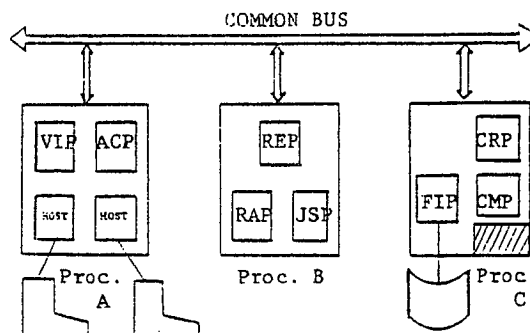 COMMON BUS
VIP ACP
HOST HOST
Proc. A
REP
RAP JSP
Proc. B
CRP
FIP CMP
Proc C